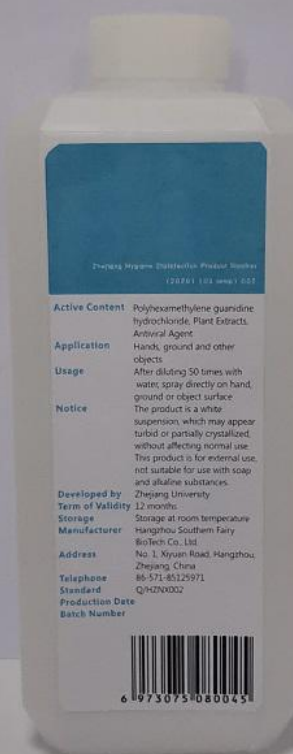 Zhejiang Hygiene Disinfection Product Number
Active Content Polyhexamethylene guanidine
hydrochloride, Plant Extracts,
Antiviral Agent
Application Hands, ground and other
objects
Usage After diluting 50 times with
water, spray directly on hand,
ground or object surface
Notice The product is a white
suspension, which may appear
turbid or partially crystallized,
without affecting normal use
This product is for external use,
not suitable for use with soap
and alkaline substances.
Developed by Zhejiang University
Term of Validity 12 months
Storage Storage at room temperature
Manufacturer Hangzhou Southern Fairy
BioTech Co., Ltd.
Address No. 1, Xiyuan Road, Hangzhou,
Zhejiang, China
Telephone 86-571-85125971
Standard Q/HZNX002
Production Date
Batch Number
6 973075 080045